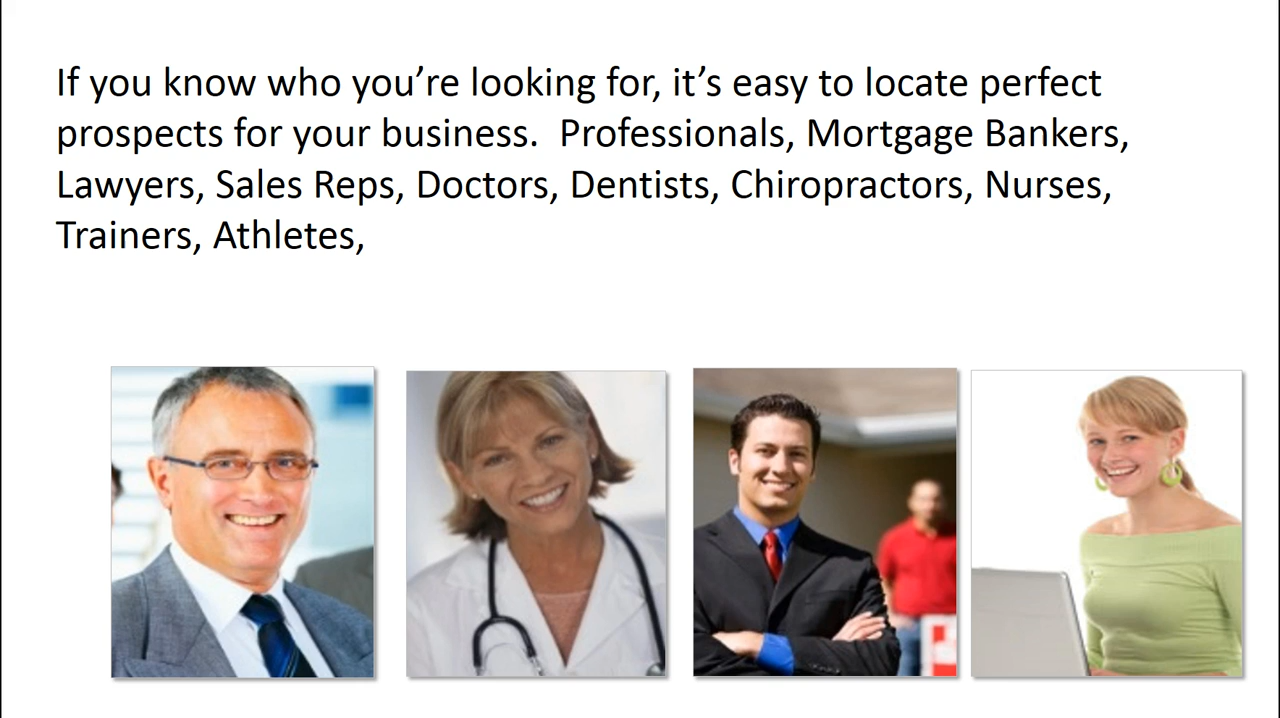 If you know who you’re looking for, it’s easy to locate perfect
prospects for your business.  Professionals, Mortgage Bankers,
Lawyers, Sales Reps, Doctors, Dentists, Chiropractors, Nurses,
Trainers, Athletes,